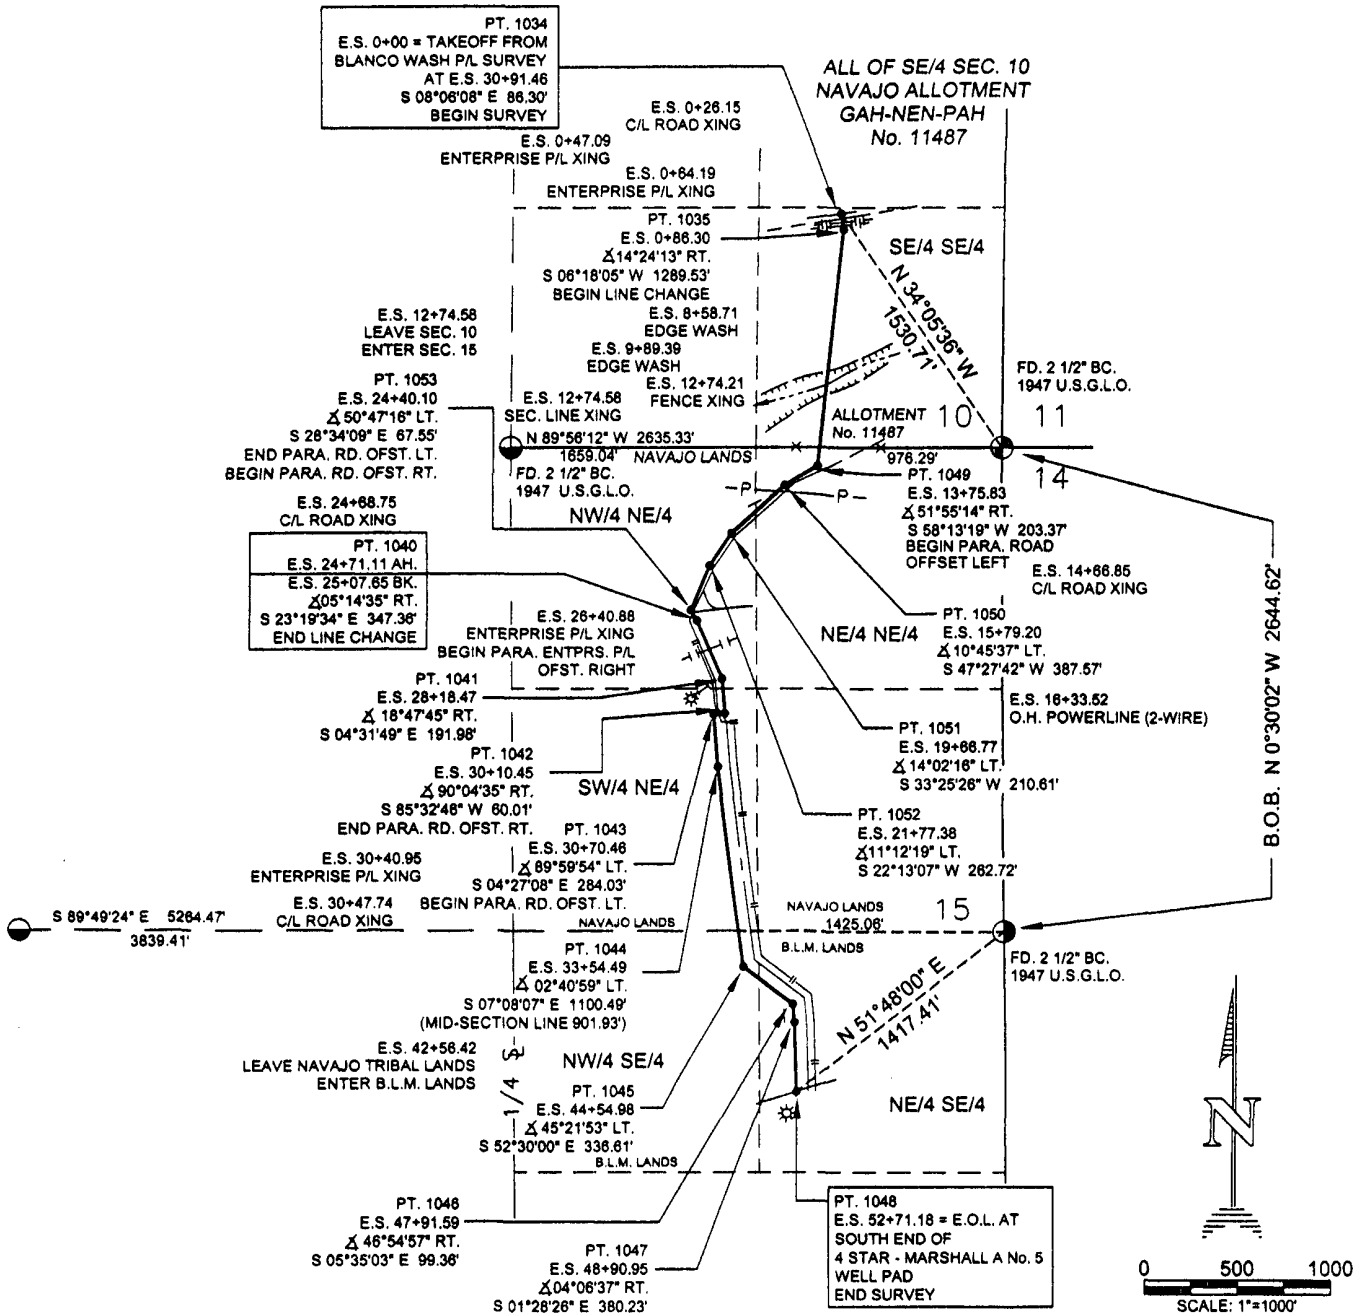 PT. 1034
E.S. 0+00 = TAKEOFF FROM
BLANCO WASH P/L SURVEY
AT E.S. 30+91.46
S 08°06'08" E 86.30'
BEGIN SURVEY
ALL OF SE/4 SEC. 10
NAVAJO ALLOTMENT
GAH-NEN-PAH
No. 11487
E.S. 0+26.15
C/L ROAD XING
E.S. 0+47.09
ENTERPRISE P/L XING
E.S. 0+64.19
ENTERPRISE P/L XING
PT. 1035
E.S. 0+86.30
∡14°24'13" RT.
S 06°18'05" W 1289.53'
BEGIN LINE CHANGE
SE/4 SE/4
N 34°05'36" W
1530.71'
E.S. 8+58.71
EDGE WASH
E.S. 9+89.39
EDGE WASH
E.S. 12+74.21
FENCE XING
E.S. 12+74.58
LEAVE SEC. 10
ENTER SEC. 15
E.S. 12+74.58
SEC. LINE XING
ALLOTMENT
No. 11487
10
11
14
FD. 2 1/2" BC.
1947 U.S.G.L.O.
N 89°56'12" W 2635.33'
1659.04'
NAVAJO LANDS
976.29'
FD. 2 1/2" BC.
1947 U.S.G.L.O.
PT. 1053
E.S. 24+40.10
∡ 50°47'16" LT.
S 28°34'09" E 67.55'
END PARA. RD. OFST. LT.
BEGIN PARA. RD. OFST. RT.
E.S. 24+68.75
C/L ROAD XING
NW/4 NE/4
P
P
PT. 1049
E.S. 13+75.83
∡ 51°55'14" RT.
S 58°13'19" W 203.37'
BEGIN PARA. ROAD
OFFSET LEFT
E.S. 14+66.85
C/L ROAD XING
PT. 1040
E.S. 24+71.11 AH.
E.S. 25+07.65 BK.
∡05°14'35" RT.
S 23°19'34" E 347.36'
END LINE CHANGE
E.S. 26+40.88
ENTERPRISE P/L XING
BEGIN PARA. ENTPRS. P/L
OFST. RIGHT
NE/4 NE/4
PT. 1050
E.S. 15+79.20
∡ 10°45'37" LT.
S 47°27'42" W 387.57'
E.S. 16+33.52
O.H. POWERLINE (2-WIRE)
PT. 1041
E.S. 28+18.47
∡ 18°47'45" RT.
S 04°31'49" E 191.98'
PT. 1051
E.S. 19+66.77
∡ 14°02'16" LT.
S 33°25'26" W 210.61'
PT. 1042
E.S. 30+10.45
∡ 90°04'35" RT.
S 85°32'46" W 60.01'
END PARA. RD. OFST. RT.
SW/4 NE/4
PT. 1052
E.S. 21+77.38
∡11°12'19" LT.
S 22°13'07" W 262.72'
B.O.B. N 0°30'02" W 2644.62'
PT. 1043
E.S. 30+70.46
∡ 89°59'54" LT.
S 04°27'08" E 284.03'
BEGIN PARA. RD. OFST. LT.
E.S. 30+40.95
ENTERPRISE P/L XING
E.S. 30+47.74
C/L ROAD XING
S 89°49'24" E 5264.47'
3839.41'
NAVAJO LANDS
NAVAJO LANDS
1425.06'
15
B.L.M. LANDS
FD. 2 1/2" BC.
1947 U.S.G.L.O.
PT. 1044
E.S. 33+54.49
∡ 02°40'59" LT.
S 07°08'07" E 1100.49'
(MID-SECTION LINE 901.93')
N 51°48'00" E
1417.41'
E.S. 42+56.42
LEAVE NAVAJO TRIBAL LANDS
ENTER B.L.M. LANDS
1/4 ℄
NW/4 SE/4
PT. 1045
E.S. 44+54.98
∡ 45°21'53" LT.
S 52°30'00" E 336.61'
B.L.M. LANDS
NE/4 SE/4
N
PT. 1046
E.S. 47+91.59
∡ 46°54'57" RT.
S 05°35'03" E 99.36'
PT. 1047
E.S. 48+90.95
∡04°06'37" RT.
S 01°28'26" E 380.23'
PT. 1048
E.S. 52+71.18 = E.O.L. AT
SOUTH END OF
4 STAR - MARSHALL A No. 5
WELL PAD
END SURVEY
0 500 1000
SCALE: 1"=1000'